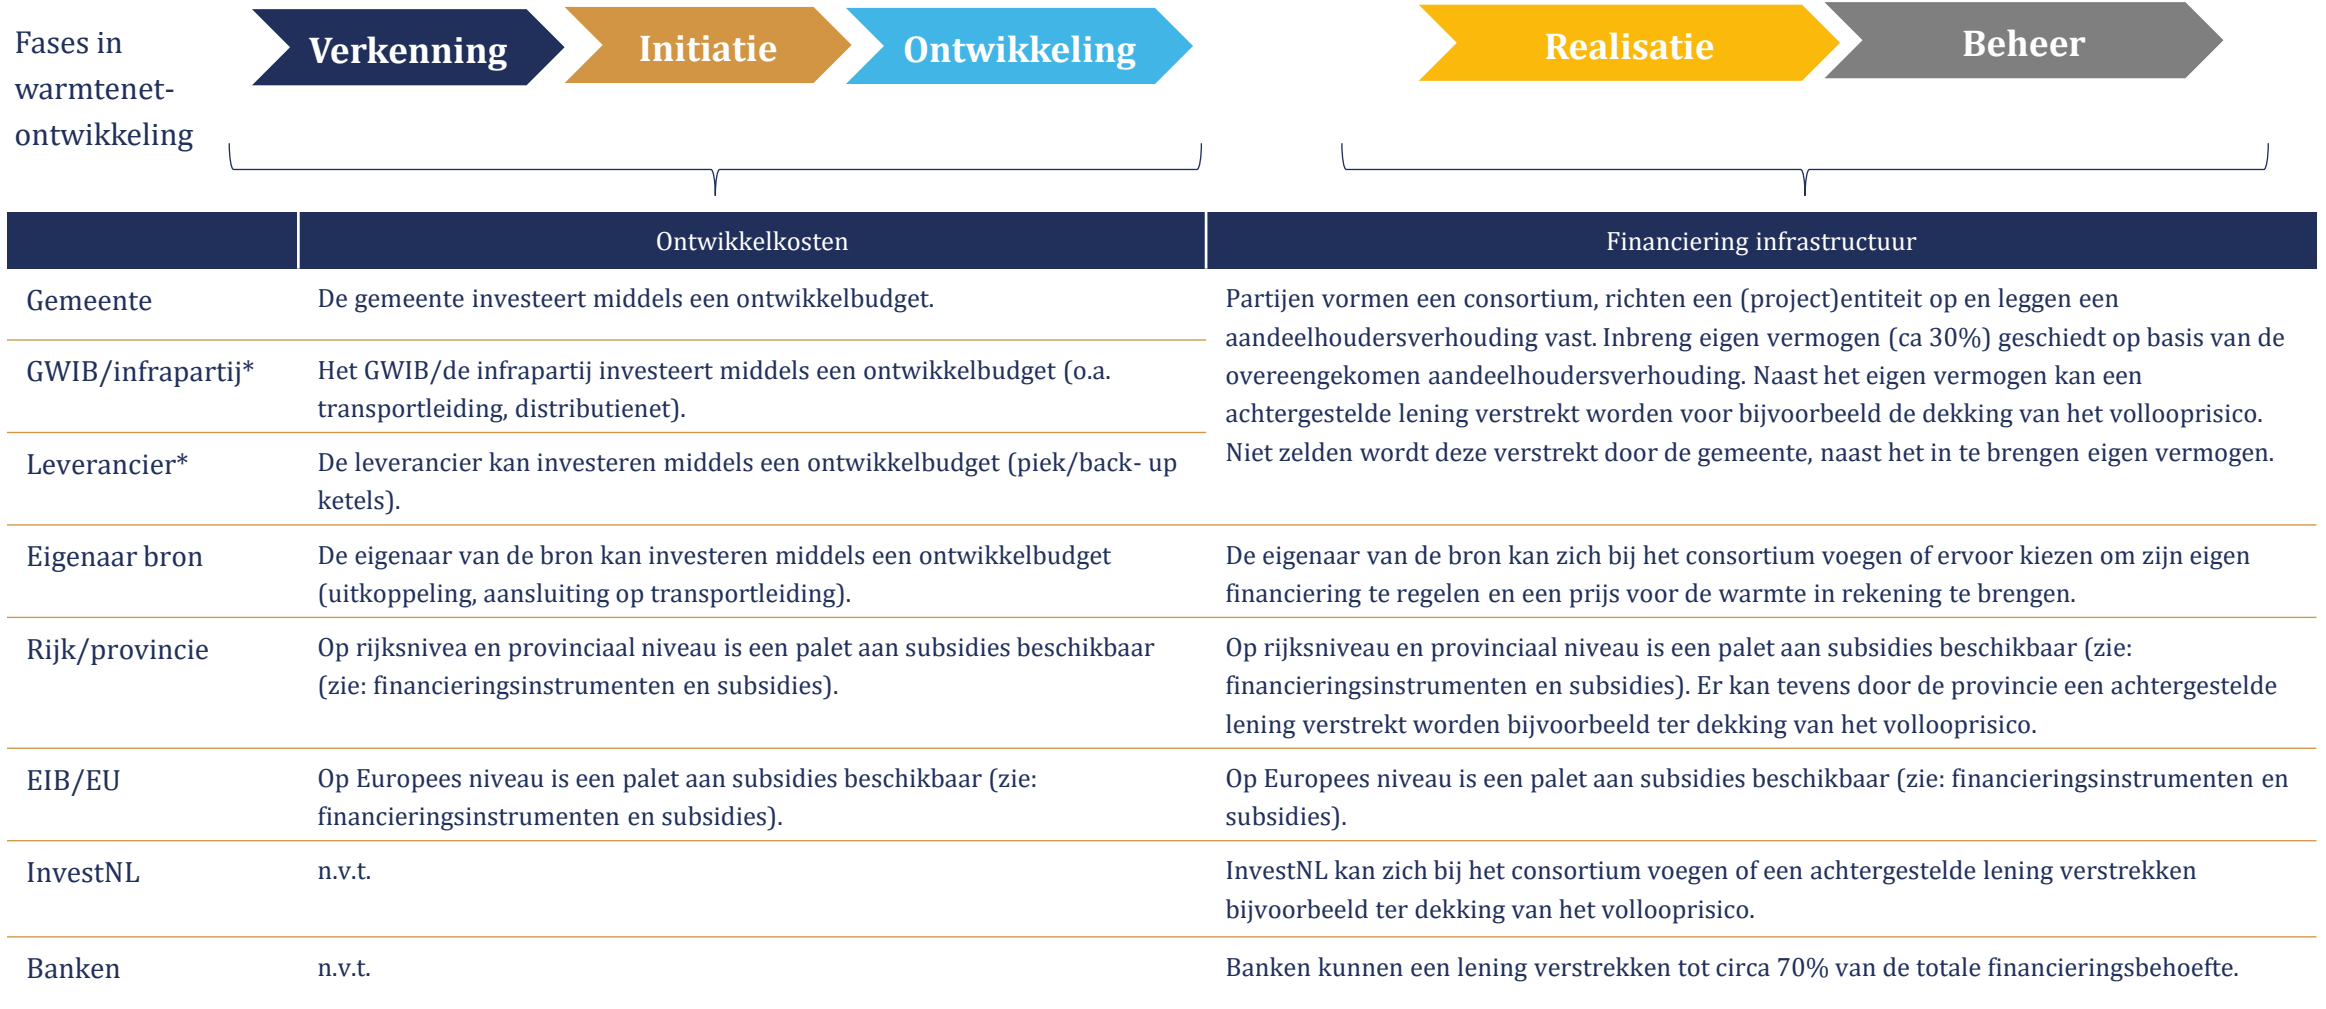 Fases in
warmtenet-
ontwikkeling
Verkenning
Initiatie
Ontwikkeling
Realisatie
Beheer
Ontwikkelkosten
Financiering infrastructuur
Gemeente
De gemeente investeert middels een ontwikkelbudget.
Partijen vormen een consortium, richten een (project)entiteit op en leggen een
aandeelhoudersverhouding vast. Inbreng eigen vermogen (ca 30%) geschiedt op basis van de
overeengekomen aandeelhoudersverhouding. Naast het eigen vermogen kan een
achtergestelde lening verstrekt worden voor bijvoorbeeld de dekking van het vollooprisico.
Niet zelden wordt deze verstrekt door de gemeente, naast het in te brengen eigen vermogen.
GWIB/infrapartij*
Het GWIB/de infrapartij investeert middels een ontwikkelbudget (o.a.
transportleiding, distributienet).
Leverancier*
De leverancier kan investeren middels een ontwikkelbudget (piek/back- up
ketels).
Eigenaar bron
De eigenaar van de bron kan investeren middels een ontwikkelbudget
(uitkoppeling, aansluiting op transportleiding).
De eigenaar van de bron kan zich bij het consortium voegen of ervoor kiezen om zijn eigen
financiering te regelen en een prijs voor de warmte in rekening te brengen.
Rijk/provincie
Op rijksnivea en provinciaal niveau is een palet aan subsidies beschikbaar
(zie: financieringsinstrumenten en subsidies).
Op rijksniveau en provinciaal niveau is een palet aan subsidies beschikbaar (zie:
financieringsinstrumenten en subsidies). Er kan tevens door de provincie een achtergestelde
lening verstrekt worden bijvoorbeeld ter dekking van het vollooprisico.
EIB/EU
Op Europees niveau is een palet aan subsidies beschikbaar (zie:
financieringsinstrumenten en subsidies).
Op Europees niveau is een palet aan subsidies beschikbaar (zie: financieringsinstrumenten en
subsidies).
InvestNL
n.v.t.
InvestNL kan zich bij het consortium voegen of een achtergestelde lening verstrekken
bijvoorbeeld ter dekking van het vollooprisico.
Banken
n.v.t.
Banken kunnen een lening verstrekken tot circa 70% van de totale financieringsbehoefte.